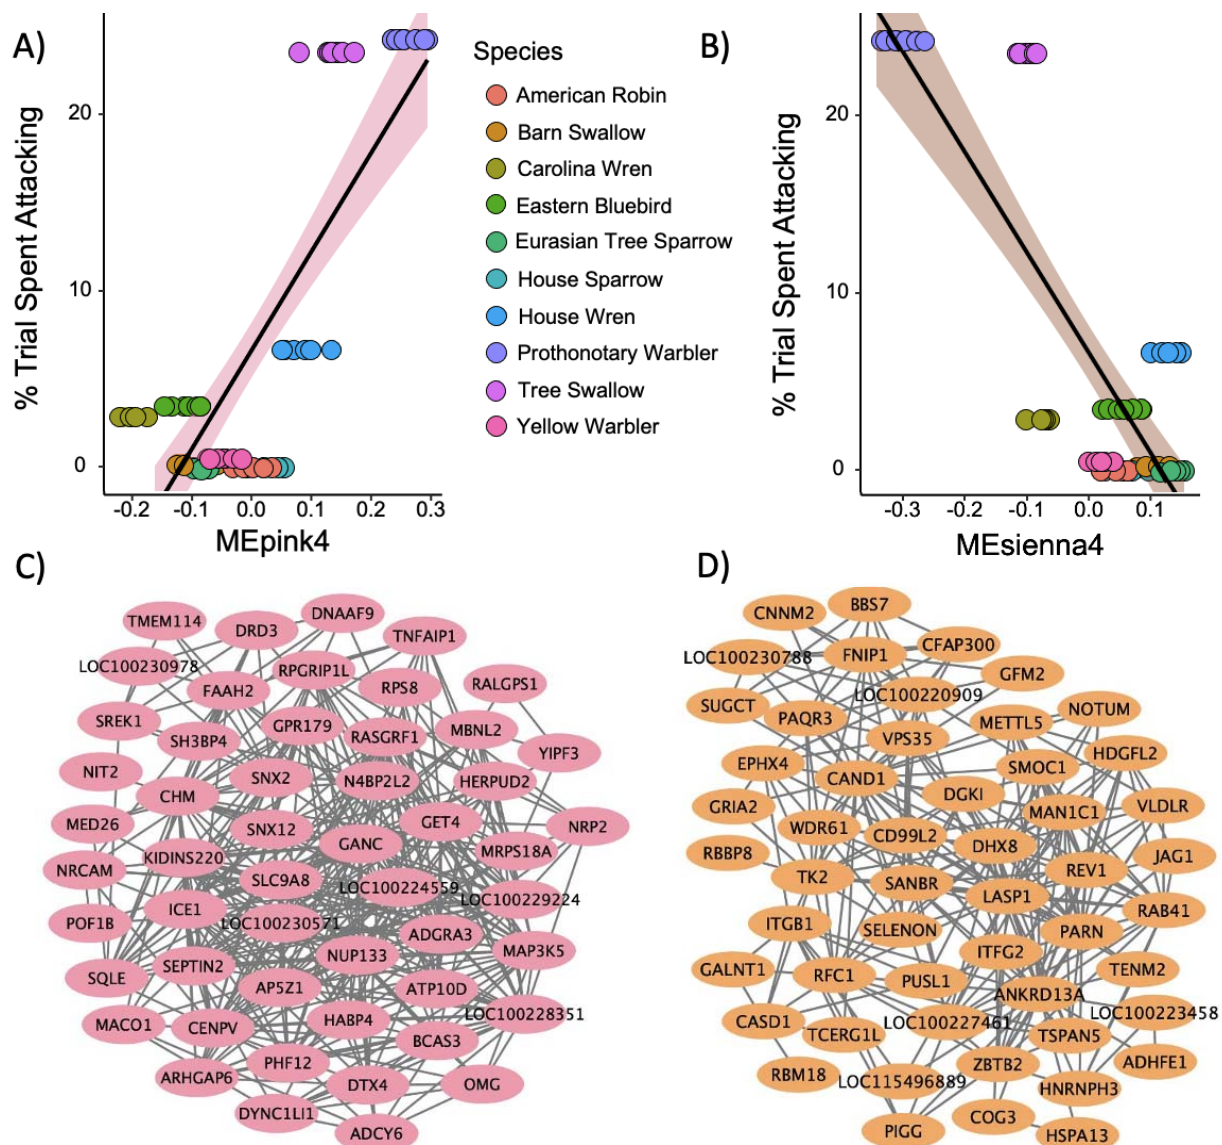 A)
% Trial Spent Attacking
20
10
0
-0.2 -0.1 0.0 0.1 0.2 0.3
MEpink4
Species
American Robin
Barn Swallow
Carolina Wren
Eastern Bluebird
Eurasian Tree Sparrow
House Sparrow
House Wren
Prothonotary Warbler
Tree Swallow
Yellow Warbler
B)
% Trial Spent Attacking
20
10
0
-0.3 -0.2 -0.1 0.0 0.1
MEsienna4
C)
TMEM114
DRD3
DNAAF9
TNFAIP1
LOC100230978
FAAH2
RPGRIP1L
RPS8
RALGPS1
SREK1
SH3BP4
GPR179
RASGRF1
MBNL2
YIPF3
NIT2
CHM
SNX2
N4BP2L2
HERPUD2
MED26
SNX12
GANC
GET4
MRPS18A
NRP2
NRCAM
KIDINS220
SLC9A8
LOC100224559
LOC100229224
POF1B
ICE1
LOC100230571
ADGRA3
MAP3K5
SQLE
SEPTIN2
NUP133
AP5Z1
ATP10D
LOC100228351
MACO1
CENPV
HABP4
BCAS3
ARHGAP6
PHF12
DTX4
OMG
DYNC1LI1
ADCY6
D)
CNNM2
BBS7
CFAP300
LOC100230788
FNIP1
GFM2
SUGCT
PAQR3
LOC100220909
METTL5
NOTUM
VPS35
HDGFL2
EPHX4
CAND1
DGKI
SMOC1
MAN1C1
VLDLR
GRIA2
WDR61
CD99L2
DHX8
JAG1
RBBP8
TK2
SANBR
LASP1
REV1
RAB41
ITGB1
SELENON
ITFG2
PARN
GALNT1
RFC1
PUSL1
ANKRD13A
TENM2
CASD1
TCERG1L
LOC100227461
TSPAN5
LOC100223458
RBM18
LOC115496889
ZBTB2
HNRNPH3
ADHFE1
PIGG
COG3
HSPA13